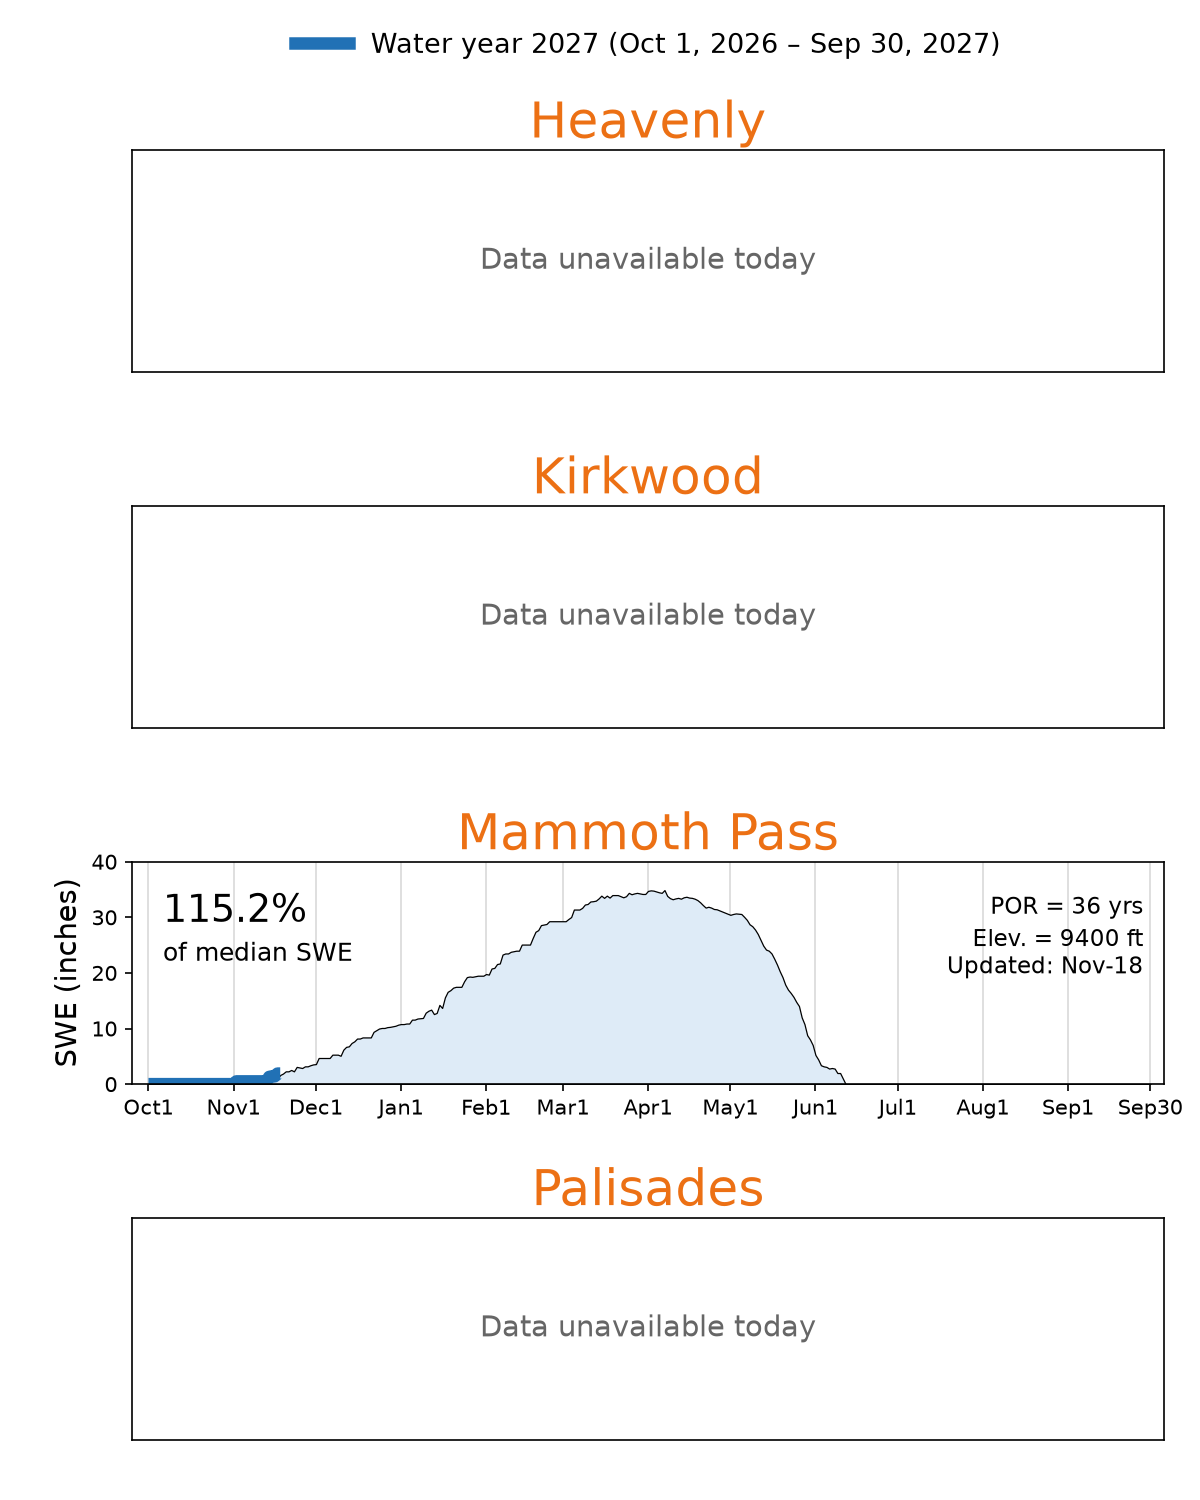 Water year 2027 (Oct 1, 2026 – Sep 30, 2027)
Heavenly
Data unavailable today
Kirkwood
Data unavailable today
Mammoth Pass
SWE (inches)
40
30
20
10
0
115.2%
of median SWE
POR = 36 yrs
Elev. = 9400 ft
Updated: Nov-18
Oct1 Nov1 Dec1 Jan1 Feb1 Mar1 Apr1 May1 Jun1 Jul1 Aug1 Sep1 Sep30
Palisades
Data unavailable today